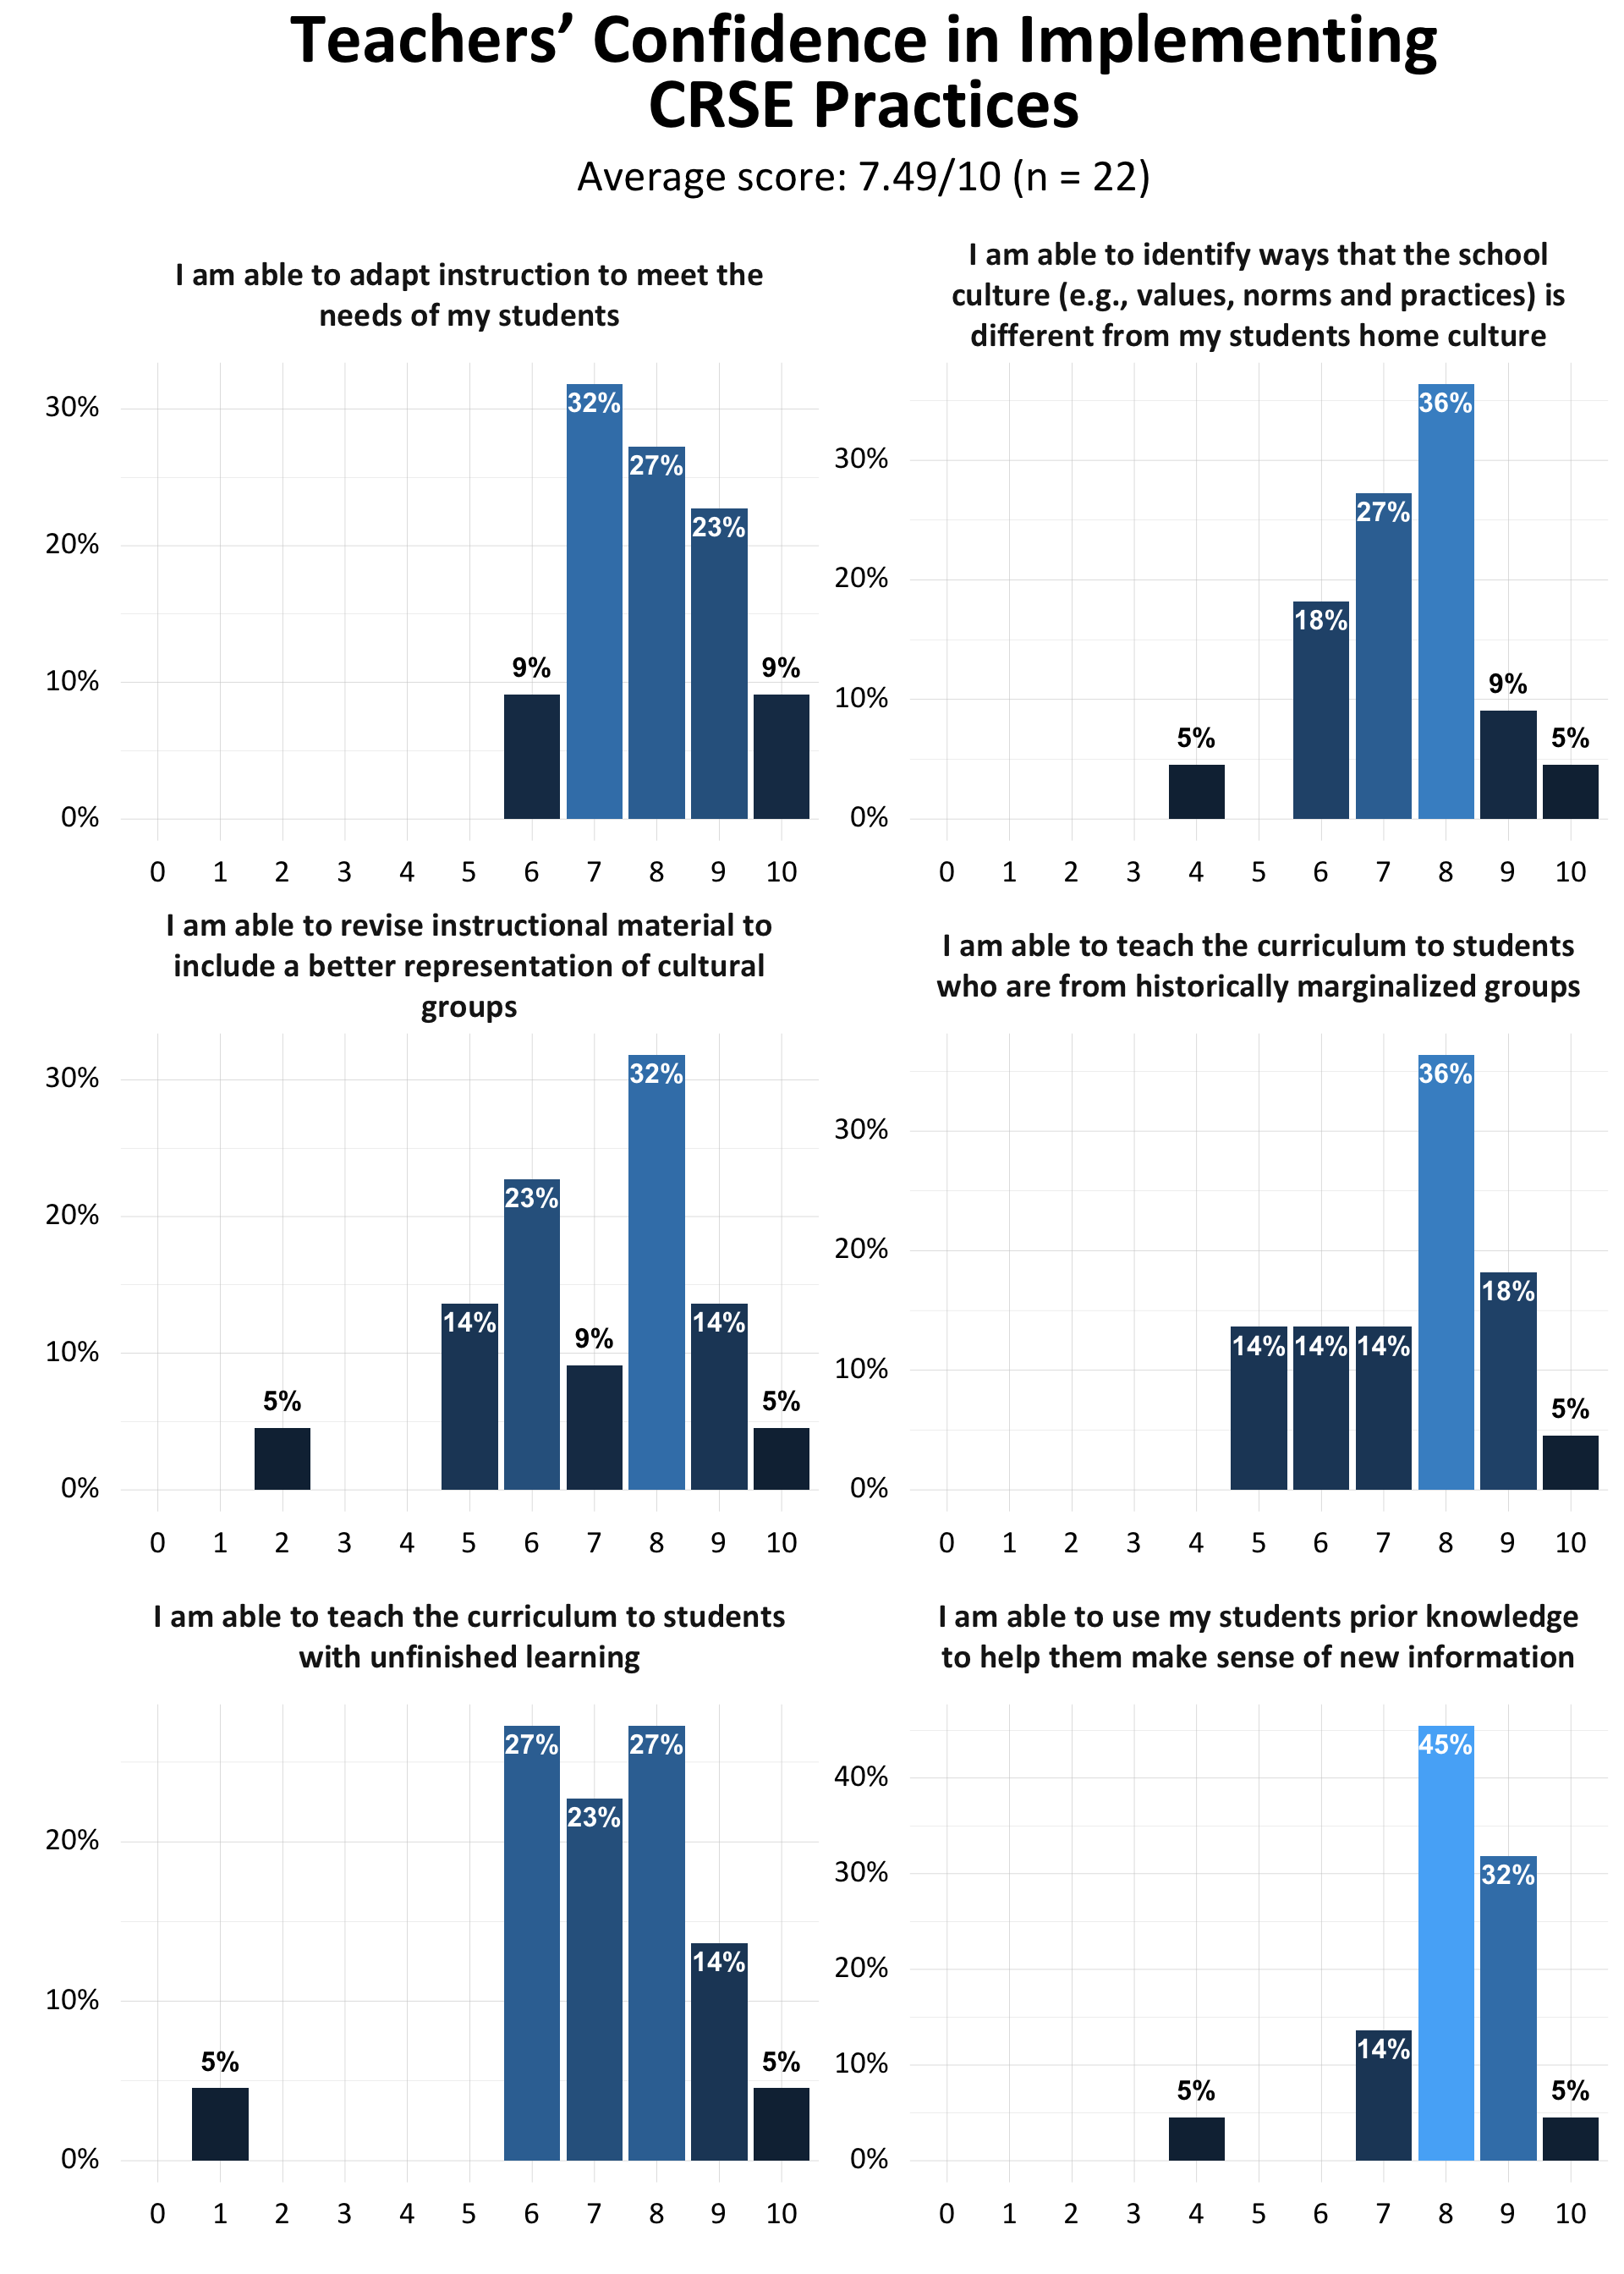 Teachers’ Confidence in Implementing
CRSE Practices
Average score: 7.49/10 (n = 22)
I am able to adapt instruction to meet the
needs of my students
30%
20%
10%
0%
9%
32%
27%
23%
9%
0 1 2 3 4 5 6 7 8 9 10
I am able to identify ways that the school
culture (e.g., values, norms and practices) is
different from my students home culture
30%
20%
10%
0%
5%
18%
27%
36%
9%
5%
0 1 2 3 4 5 6 7 8 9 10
I am able to revise instructional material to
include a better representation of cultural
groups
30%
20%
10%
0%
5%
14%
23%
9%
32%
14%
5%
0 1 2 3 4 5 6 7 8 9 10
I am able to teach the curriculum to students
who are from historically marginalized groups
30%
20%
10%
0%
14%
14%
14%
36%
18%
5%
0 1 2 3 4 5 6 7 8 9 10
I am able to teach the curriculum to students
with unfinished learning
20%
10%
0%
5%
27%
23%
27%
14%
5%
0 1 2 3 4 5 6 7 8 9 10
I am able to use my students prior knowledge
to help them make sense of new information
40%
30%
20%
10%
0%
5%
14%
45%
32%
5%
0 1 2 3 4 5 6 7 8 9 10